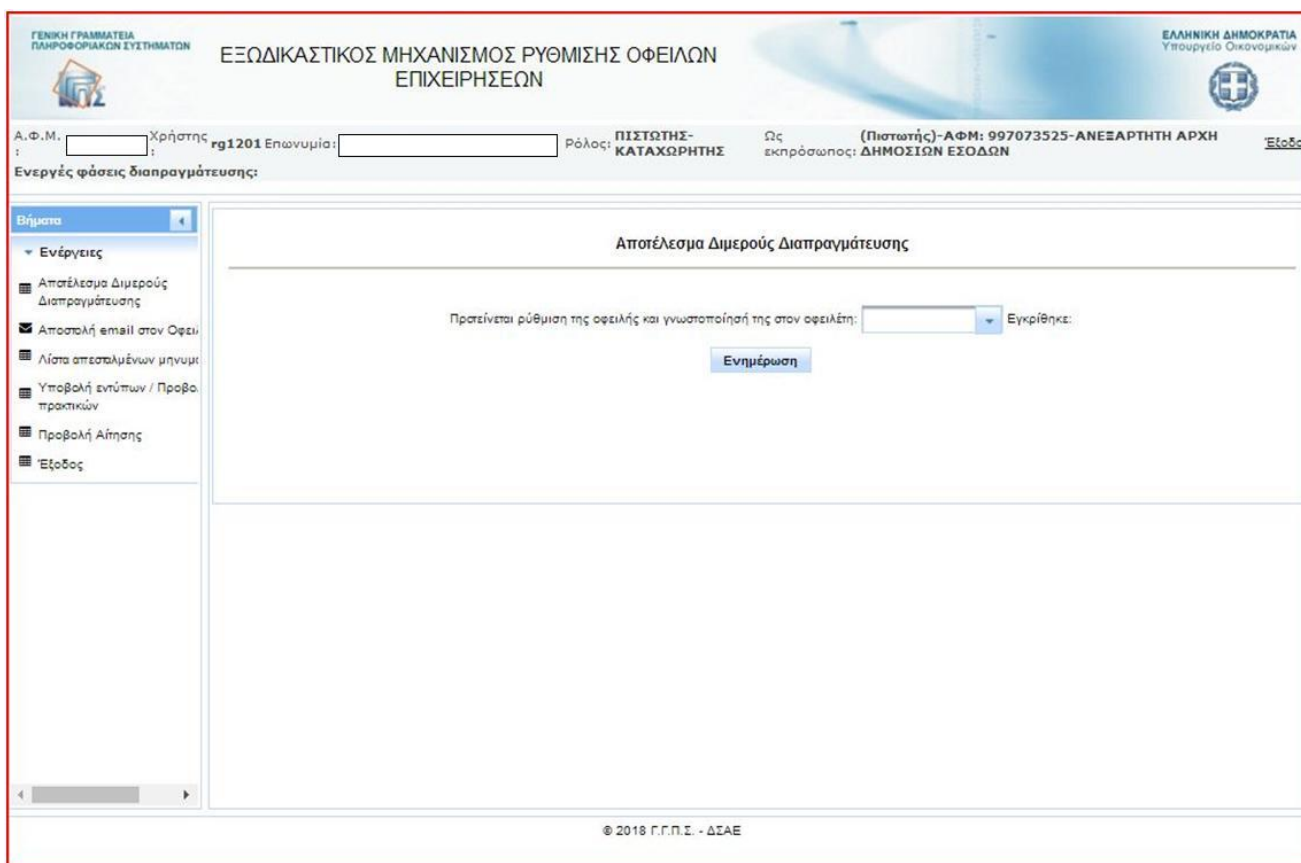 ΓΕΝΙΚΗ ΓΡΑΜΜΑΤΕΙΑ
ΠΛΗΡΟΦΟΡΙΑΚΩΝ ΣΥΣΤΗΜΑΤΩΝ
ΕΞΩΔΙΚΑΣΤΙΚΟΣ ΜΗΧΑΝΙΣΜΟΣ ΡΥΘΜΙΣΗΣ ΟΦΕΙΛΩΝ
ΕΠΙΧΕΙΡΗΣΕΩΝ
ΕΛΛΗΝΙΚΗ ΔΗΜΟΚΡΑΤΙΑ
Υπουργείο Οικονομικών
Α.Φ.Μ. : Χρήστης : rg1201 Επωνυμία: Ρόλος: ΠΙΣΤΩΤΗΣ-
ΚΑΤΑΧΩΡΗΤΗΣ
Ως
εκπρόσωπος: (Πιστωτής)-ΑΦΜ: 997073525-ΑΝΕΞΑΡΤΗΤΗ ΑΡΧΗ
ΔΗΜΟΣΙΩΝ ΕΣΟΔΩΝ
Έξοδο
Ενεργές φάσεις διαπραγμάτευσης:
Βήματα
Ενέργειες
Αποτέλεσμα Διμερούς
Διαπραγμάτευσης
Αποστολή email στον Οφειλ
Λίστα απεσταλμένων μηνυμα
Υποβολή εντύπων / Προβο
πρακτικών
Προβολή Αίτησης
Έξοδος
Αποτέλεσμα Διμερούς Διαπραγμάτευσης
Προτείνεται ρύθμιση της οφειλής και γνωστοποίησή της στον οφειλέτη: Εγκρίθηκε:
Ενημέρωση
© 2018 Γ.Γ.Π.Σ. - ΔΣΑΕ